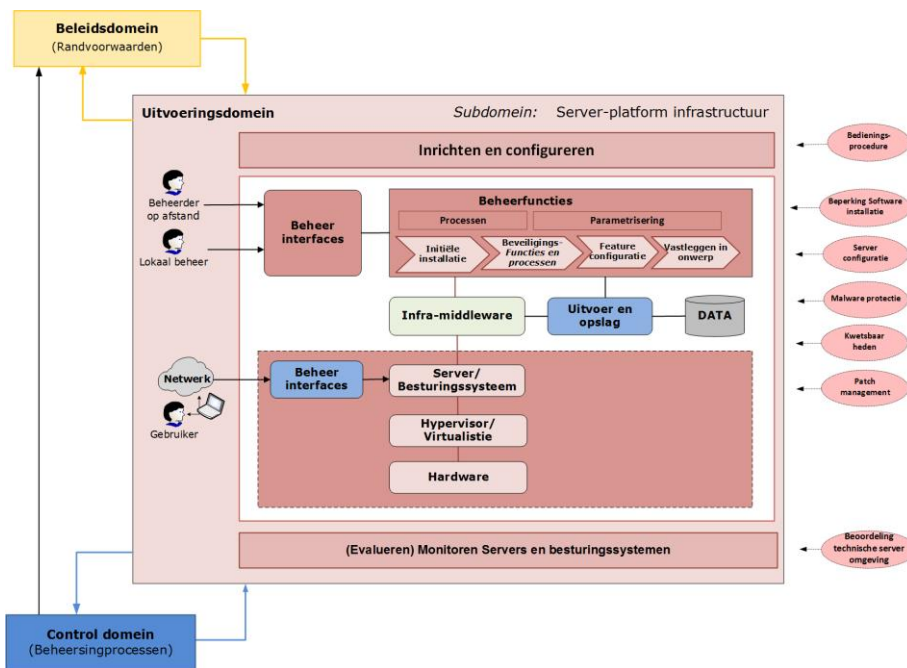 Beleidsdomein
(Randvoorwaarden)
Uitvoeringsdomein
Subdomein: Server-platform infrastructuur
Inrichten en configureren
Bedienings-
procedure
Beheerder
op afstand
Lokaal beheer
Beheer
interfaces
Beheerfuncties
Processen
Parametrisering
Initiële
installatie
Beveiligings-
Functies en
processen
Feature
configuratie
Vastleggen in
onwerp
Beperking Software
installatie
Server
configuratie
Malware protectie
Kwetsbaar
heden
Patch
management
Infra-middleware
Uitvoer en
opslag
DATA
Netwerk
Gebruiker
Beheer
interfaces
Server/
Besturingssysteem
Hypervisor/
Virtualistie
Hardware
(Evalueren) Monitoren Servers en besturingssystemen
Beoordeling
technische server
omgeving
Control domein
(Beheersingprocessen)